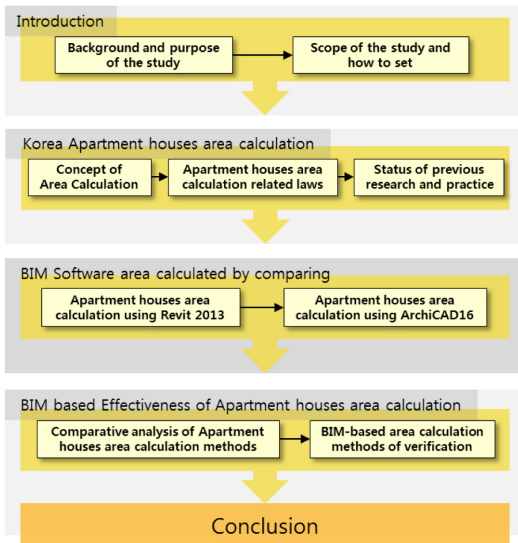 Introduction
Background and purpose
of the study
Scope of the study and
how to set
Korea Apartment houses area calculation
Concept of
Area Calculation
Apartment houses area
calculation related laws
Status of previous
research and practice
BIM Software area calculated by comparing
Apartment houses area
calculation using Revit 2013
Apartment houses area
calculation using ArchiCAD16
BIM based Effectiveness of Apartment houses area calculation
Comparative analysis of Apartment
houses area calculation methods
BIM-based area calculation
methods of verification
Conclusion